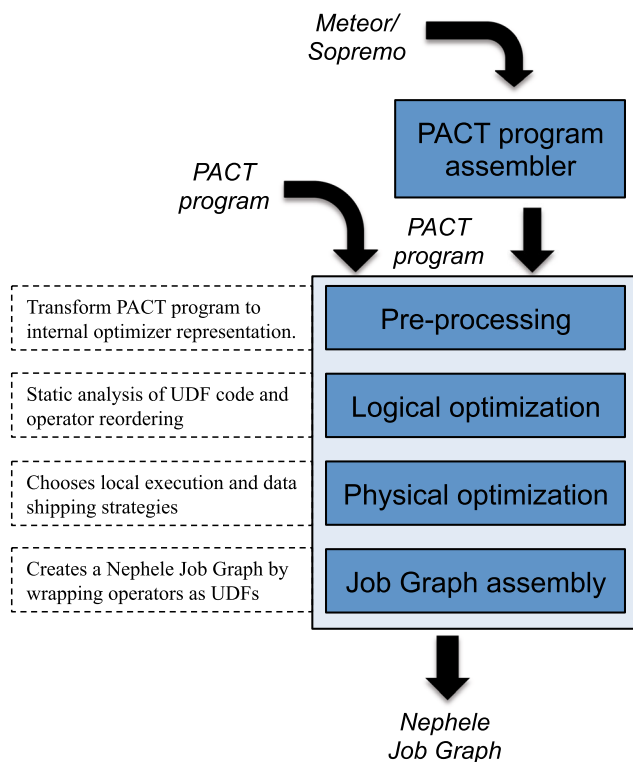 Meteor/
Sopremo
PACT program
assembler
PACT
program
PACT
program
Transform PACT program to
internal optimizer representation.
Pre-processing
Static analysis of UDF code and
operator reordering
Logical optimization
Chooses local execution and data
shipping strategies
Physical optimization
Creates a Nephele Job Graph by
wrapping operators as UDFs
Job Graph assembly
Nephele
Job Graph